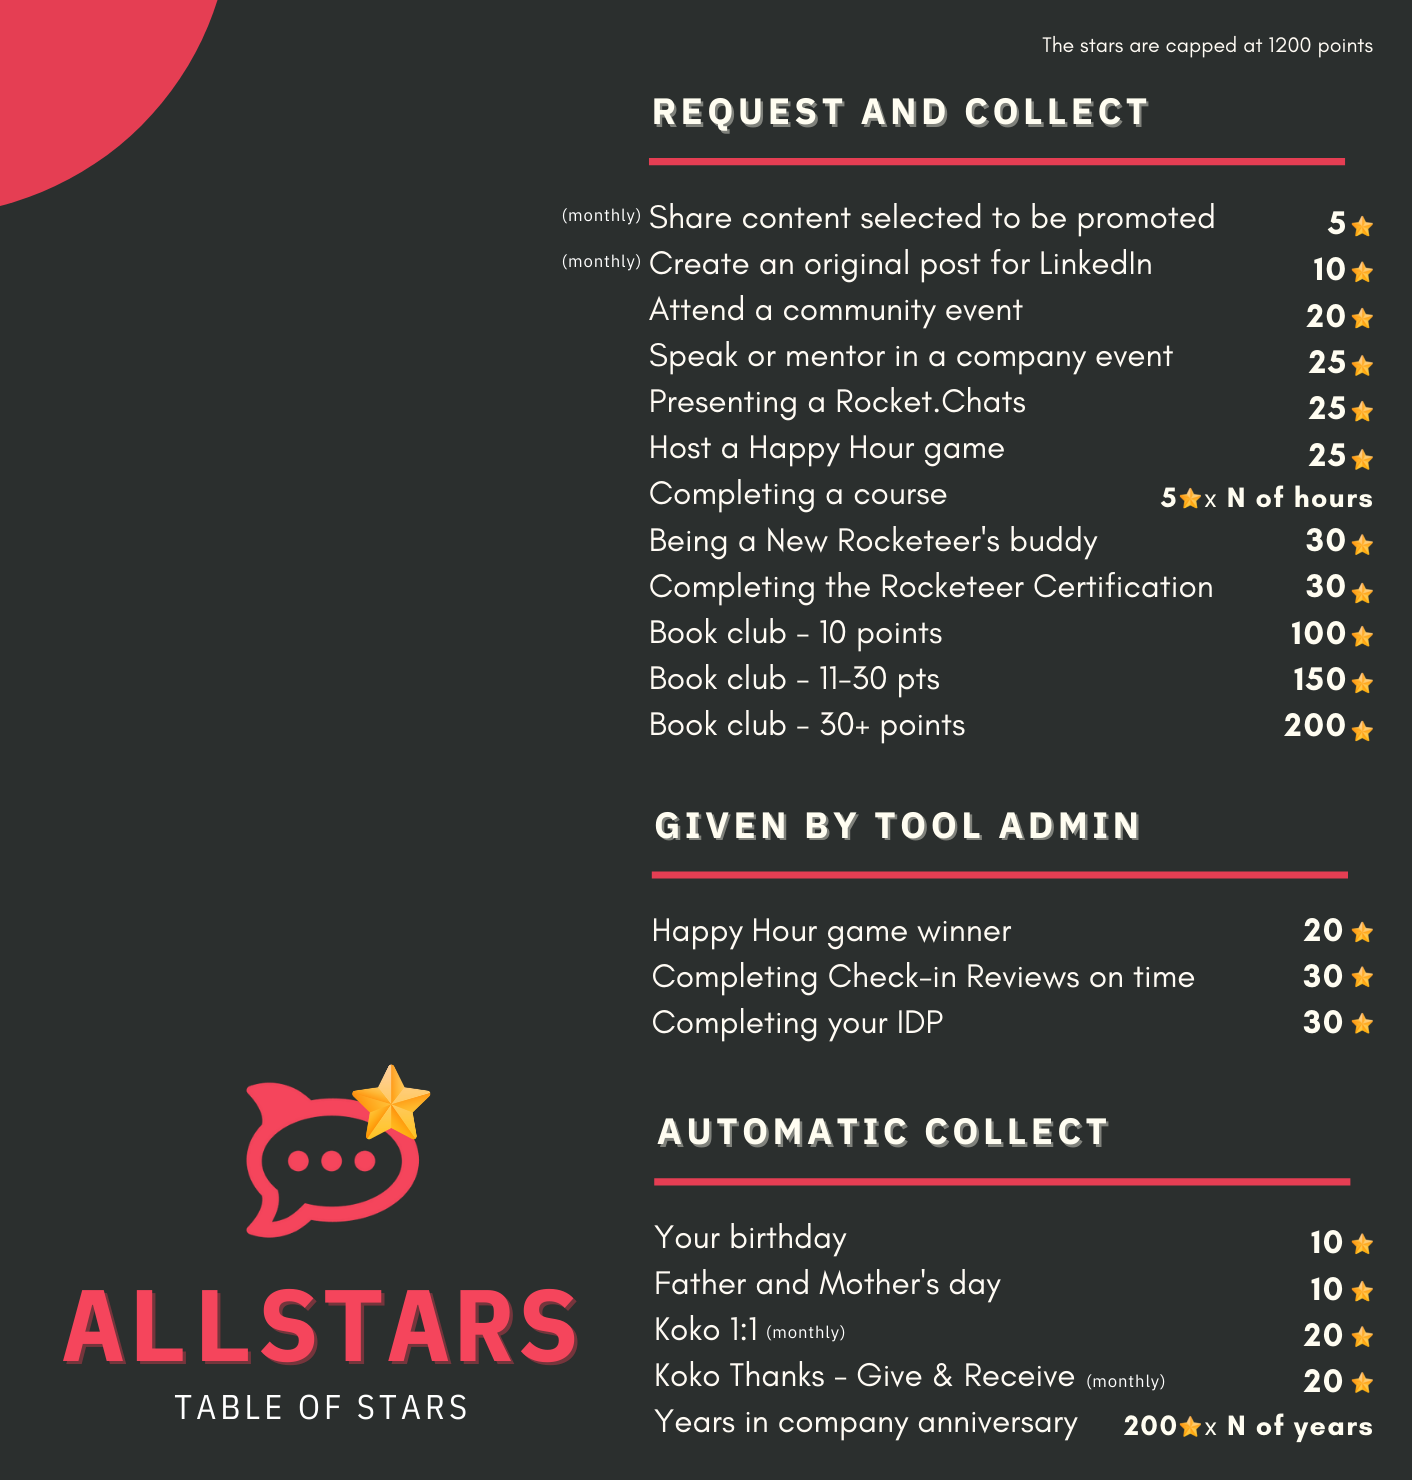 The stars are capped at 1200 points
REQUEST AND COLLECT
(monthly) Share content selected to be promoted 5
(monthly) Create an original post for LinkedIn 10
Attend a community event 20
Speak or mentor in a company event 25
Presenting a Rocket.Chats 25
Host a Happy Hour game 25
Completing a course 5 x N of hours
Being a New Rocketeer's buddy 30
Completing the Rocketeer Certification 30
Book club - 10 points 100
Book club - 11-30 pts 150
Book club - 30+ points 200
GIVEN BY TOOL ADMIN
Happy Hour game winner 20
Completing Check-in Reviews on time 30
Completing your IDP 30
AUTOMATIC COLLECT
Your birthday 10
Father and Mother's day 10
Koko 1:1 (monthly) 20
Koko Thanks - Give & Receive (monthly) 20
Years in company anniversary 200 x N of years
ALLSTARS
TABLE OF STARS